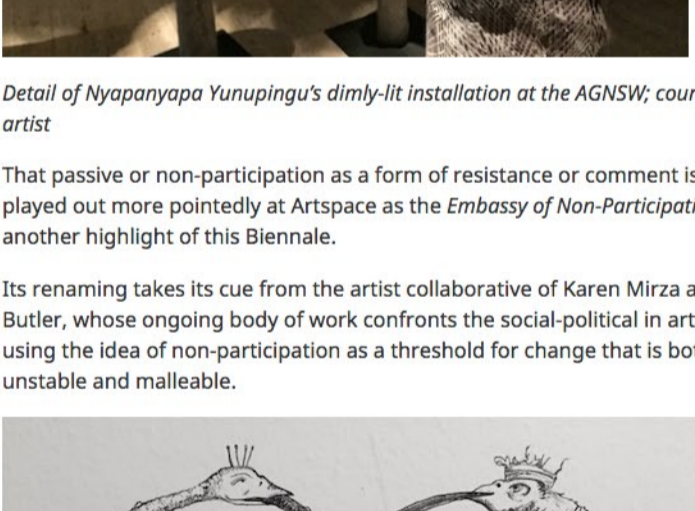 Detail of Nyapanyapa Yunupingu's dimly-lit installation at the AGNSW;
artist
That passive or non-participation as a form of resistance or comment is
played out more pointedly at Artspace as the Embassy of
another highlight of this Biennale.
Its renaming takes its cue from the artist collaborative of Karen Mirza
Butler, whose ongoing body of work confronts the social-political in art
using the idea of non-participation as a threshold for change that is
unstable and malleable.